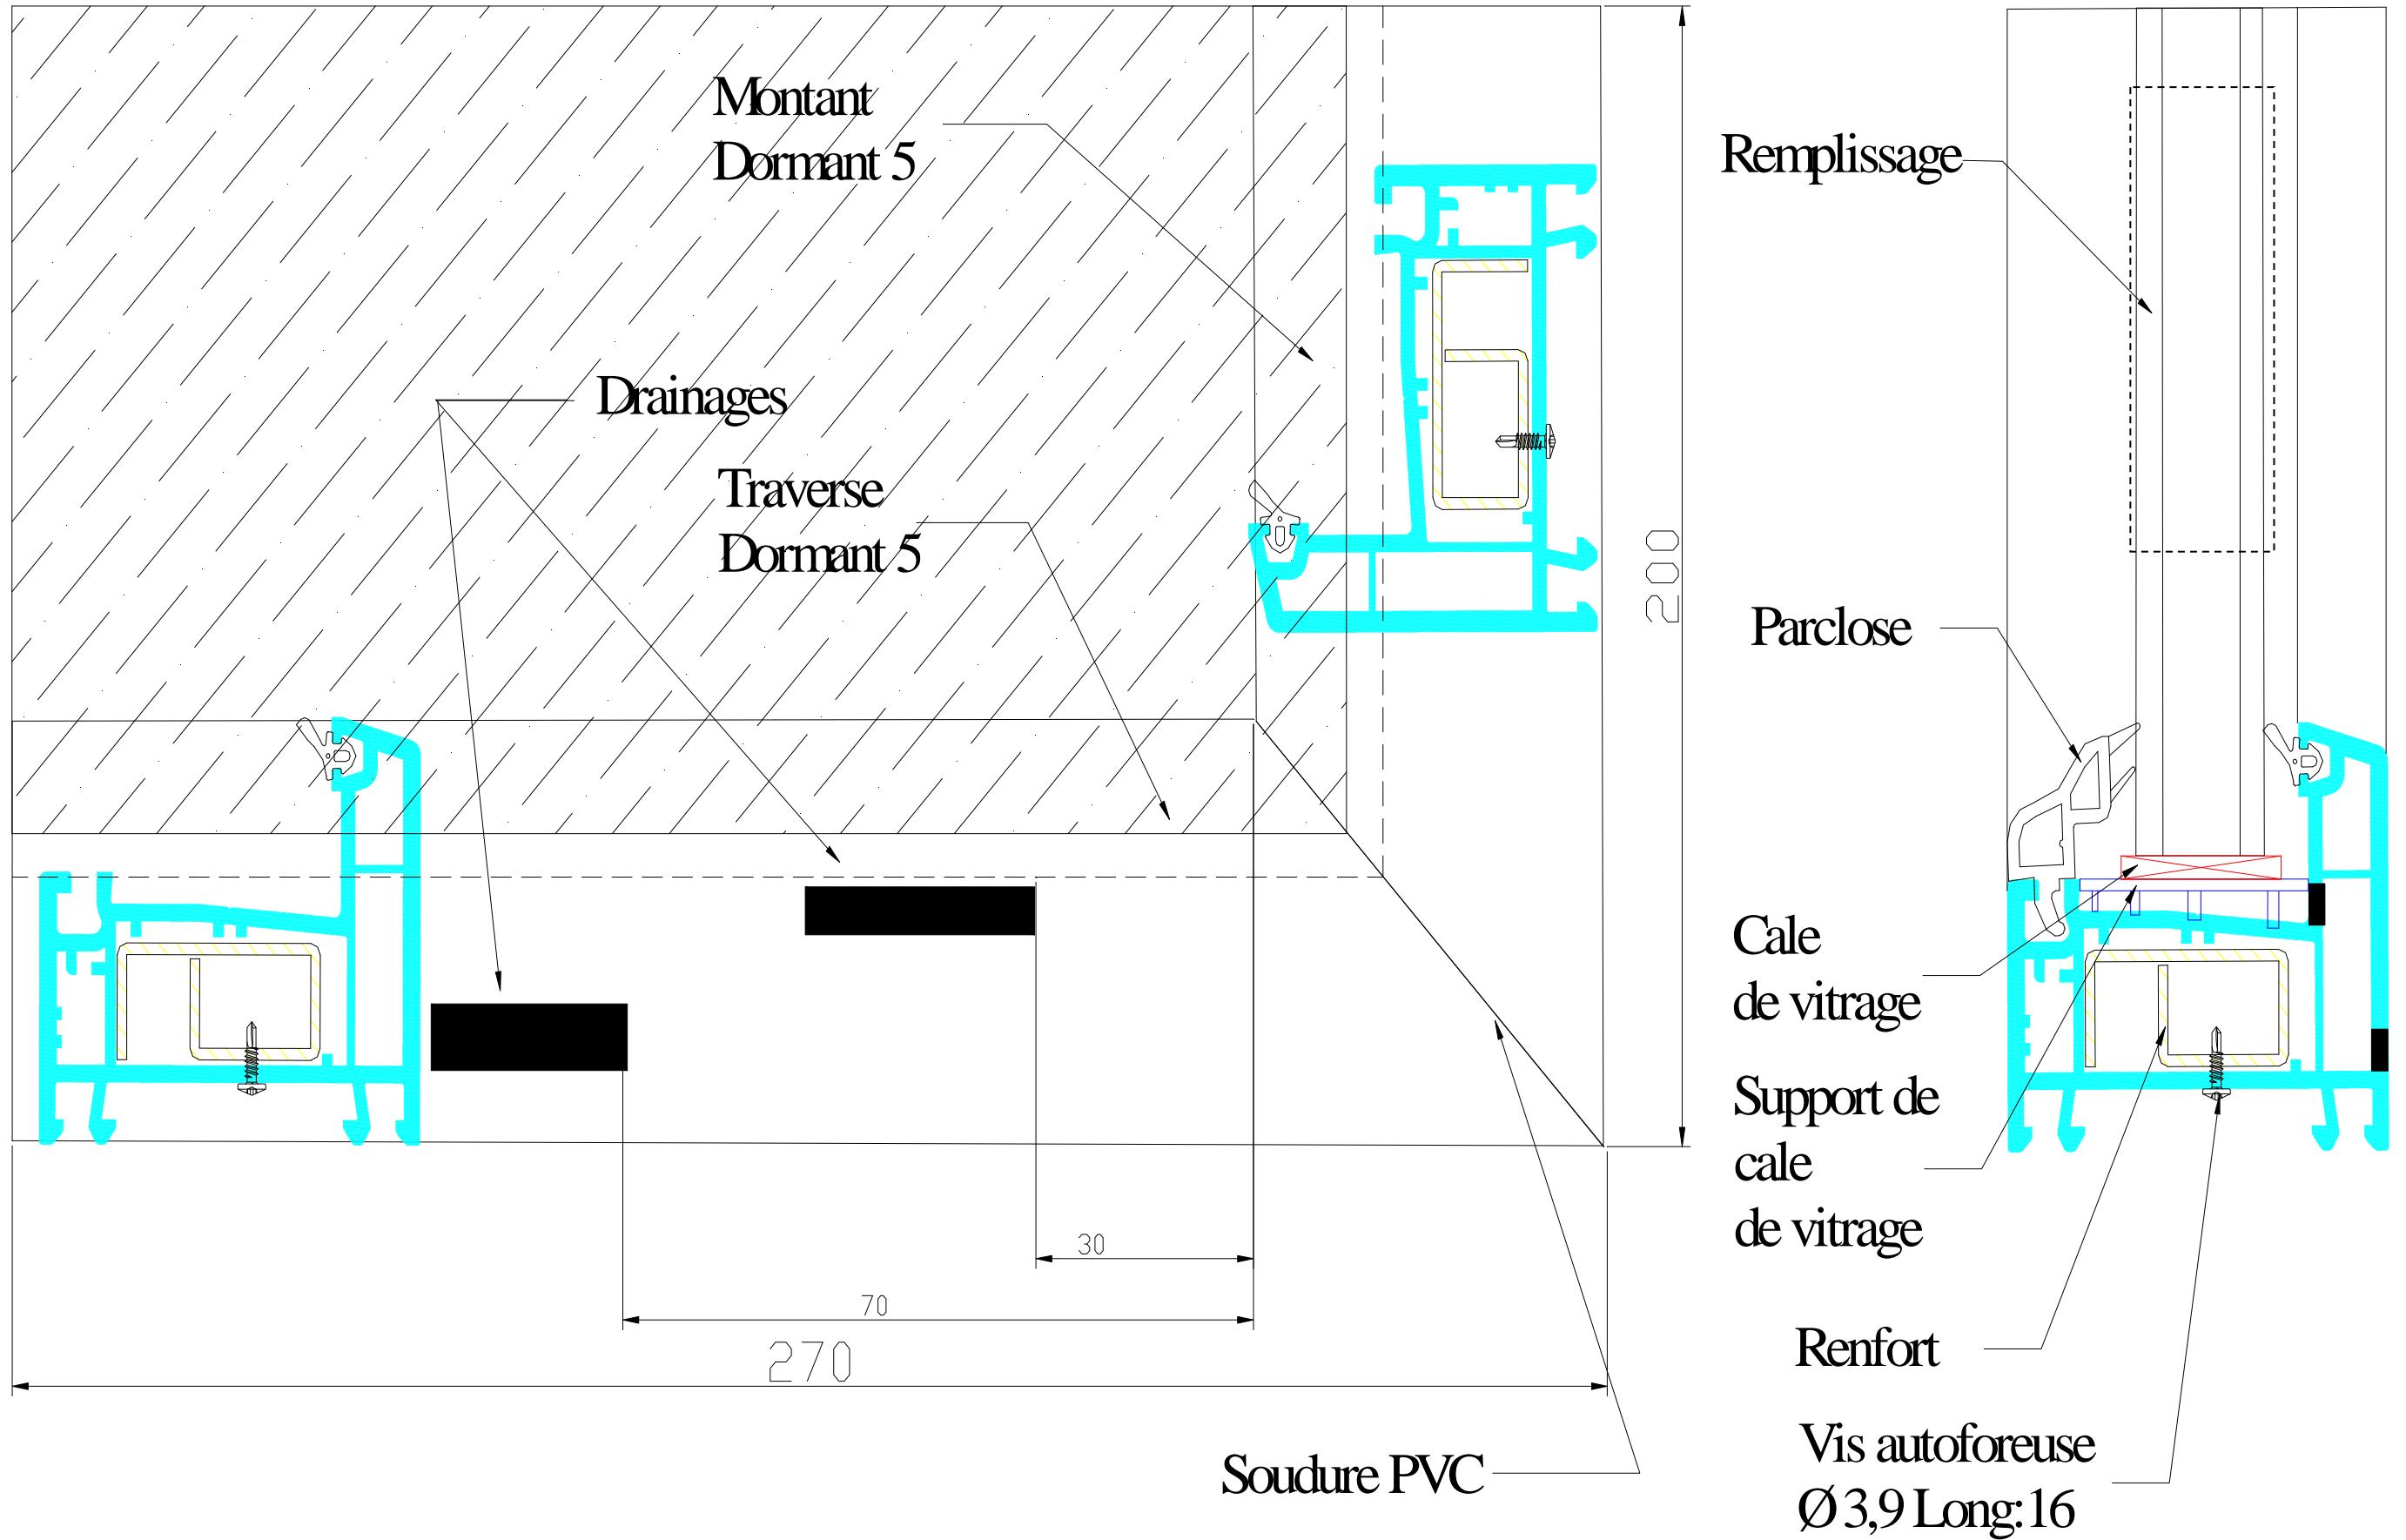 Montant
Dormant 5
Remplissage
Drainages
Traverse
Dormant 5
200
Parclose
Cale
de vitrage
Support de
cale
de vitrage
30
70
270
Renfort
Soudure PVC
Vis autoforeuse
Ø 3,9 Long:16